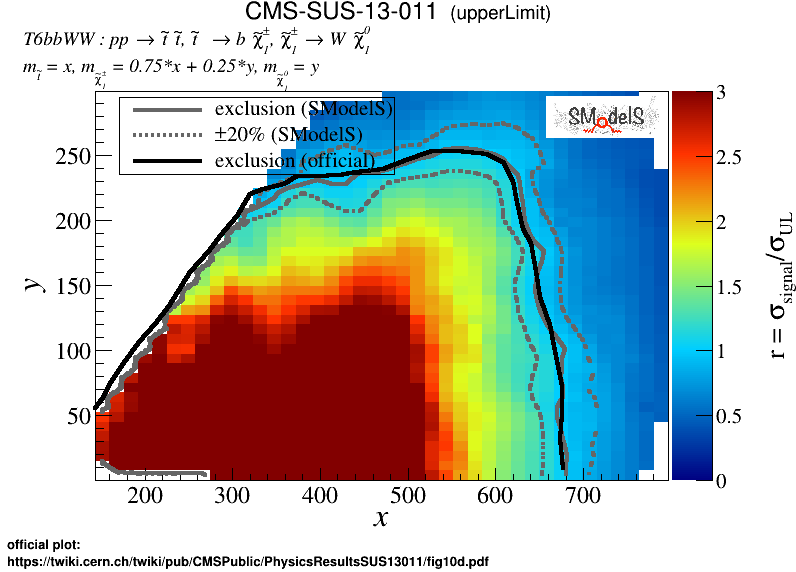 CMS-SUS-13-011 (upperLimit)
T6bbWW : pp → t̃ t̃, t̃ → b χ̃₁±, χ̃₁± → W χ̃₁⁰
m_t̃ = x, m_χ̃₁± = 0.75*x + 0.25*y, m_χ̃₁⁰ = y
exclusion (SModelS)
±20% (SModelS)
exclusion (official)
SModelS
250
200
150
100
50
y
200 300 400 500 600 700
x
3
2.5
2
1.5
1
0.5
0
r = σ_signal/σ_UL
official plot:
https://twiki.cern.ch/twiki/pub/CMSPublic/PhysicsResultsSUS13011/fig10d.pdf